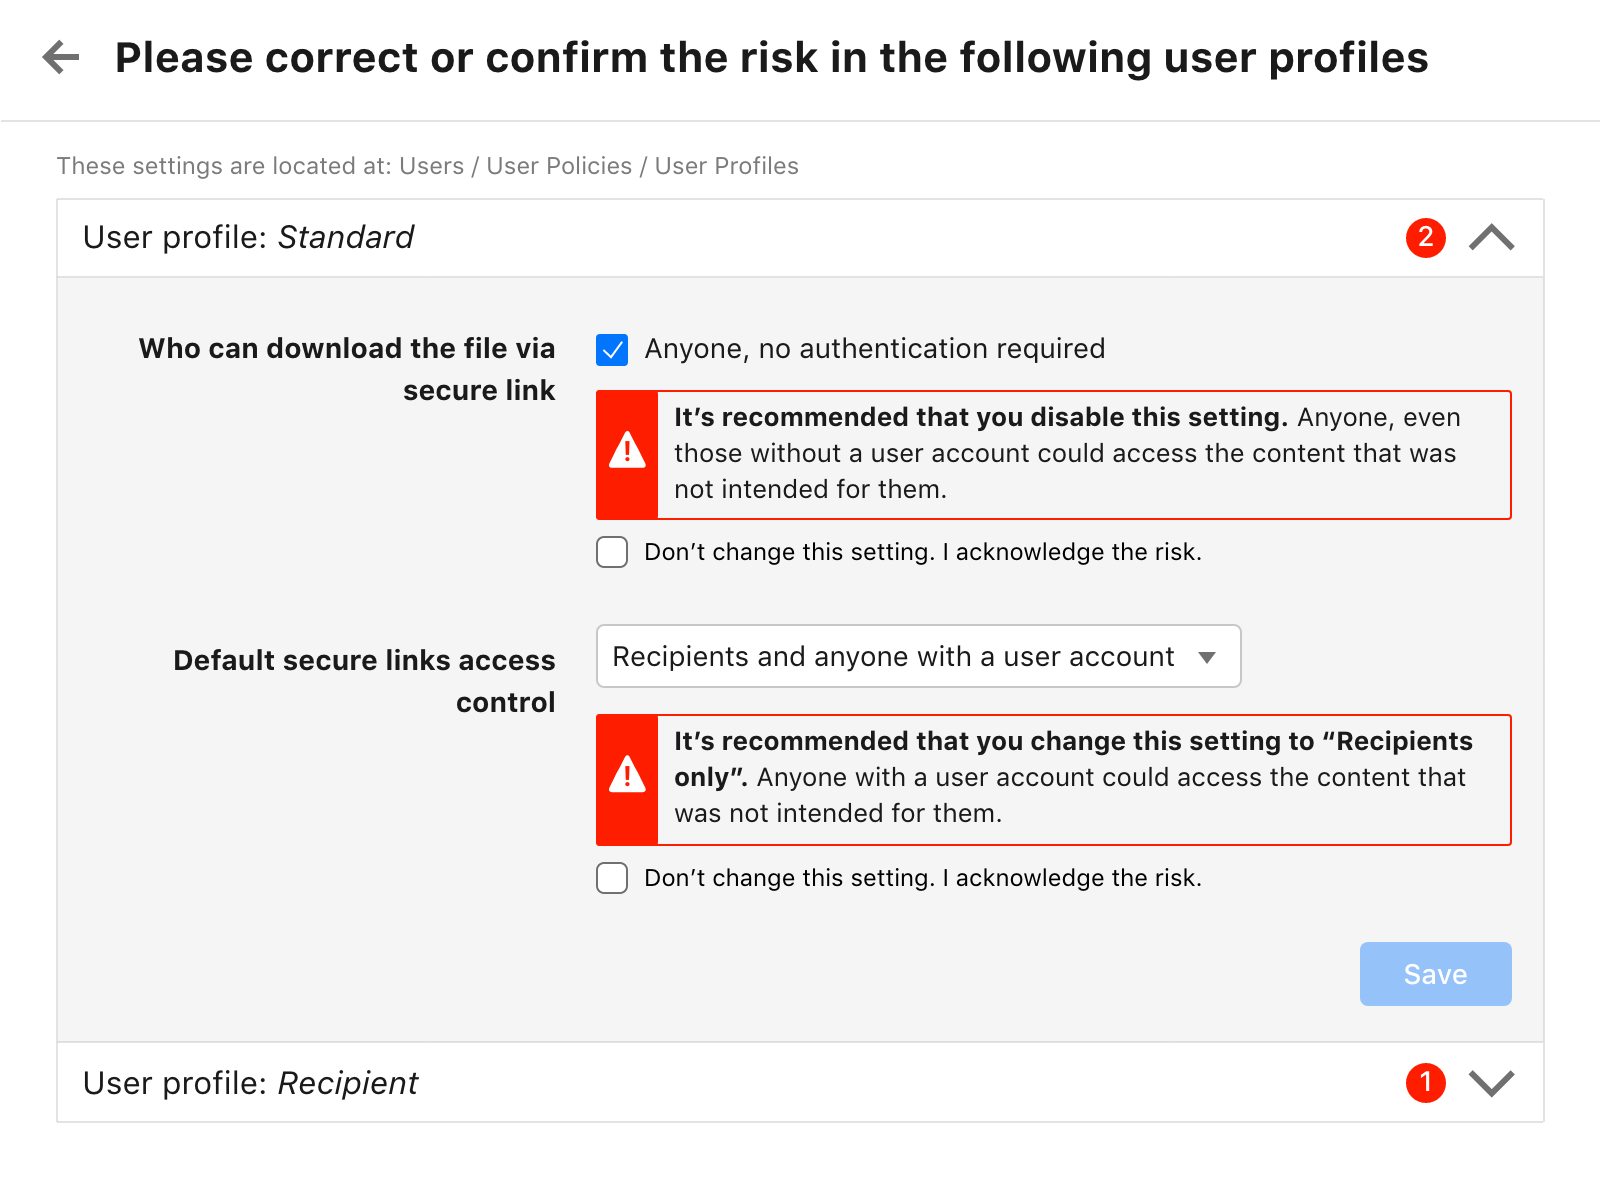 Please correct or confirm the risk in the following user profiles
These settings are located at: Users / User Policies / User Profiles
User profile: Standard
2
Who can download the file via
secure link
Anyone, no authentication required
It’s recommended that you disable this setting. Anyone, even
those without a user account could access the content that was
not intended for them.
Don’t change this setting. I acknowledge the risk.
Default secure links access
control
Recipients and anyone with a user account
It’s recommended that you change this setting to “Recipients
only”. Anyone with a user account could access the content that
was not intended for them.
Don’t change this setting. I acknowledge the risk.
Save
User profile: Recipient
1